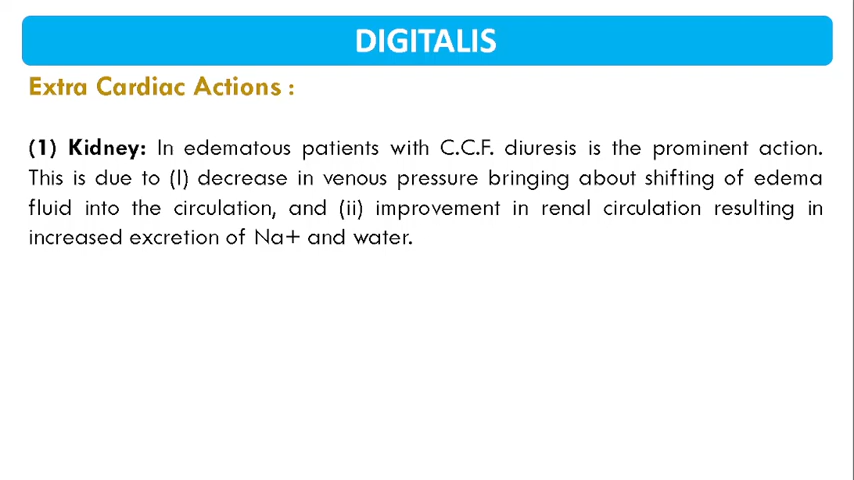 DIGITALIS
Extra Cardiac Actions :
(1) Kidney: In edematous patients with C.C.F. diuresis is the prominent action.
This is due to (I) decrease in venous pressure bringing about shifting of edema
fluid into the circulation, and (ii) improvement in renal circulation resulting in
increased excretion of Na+ and water.